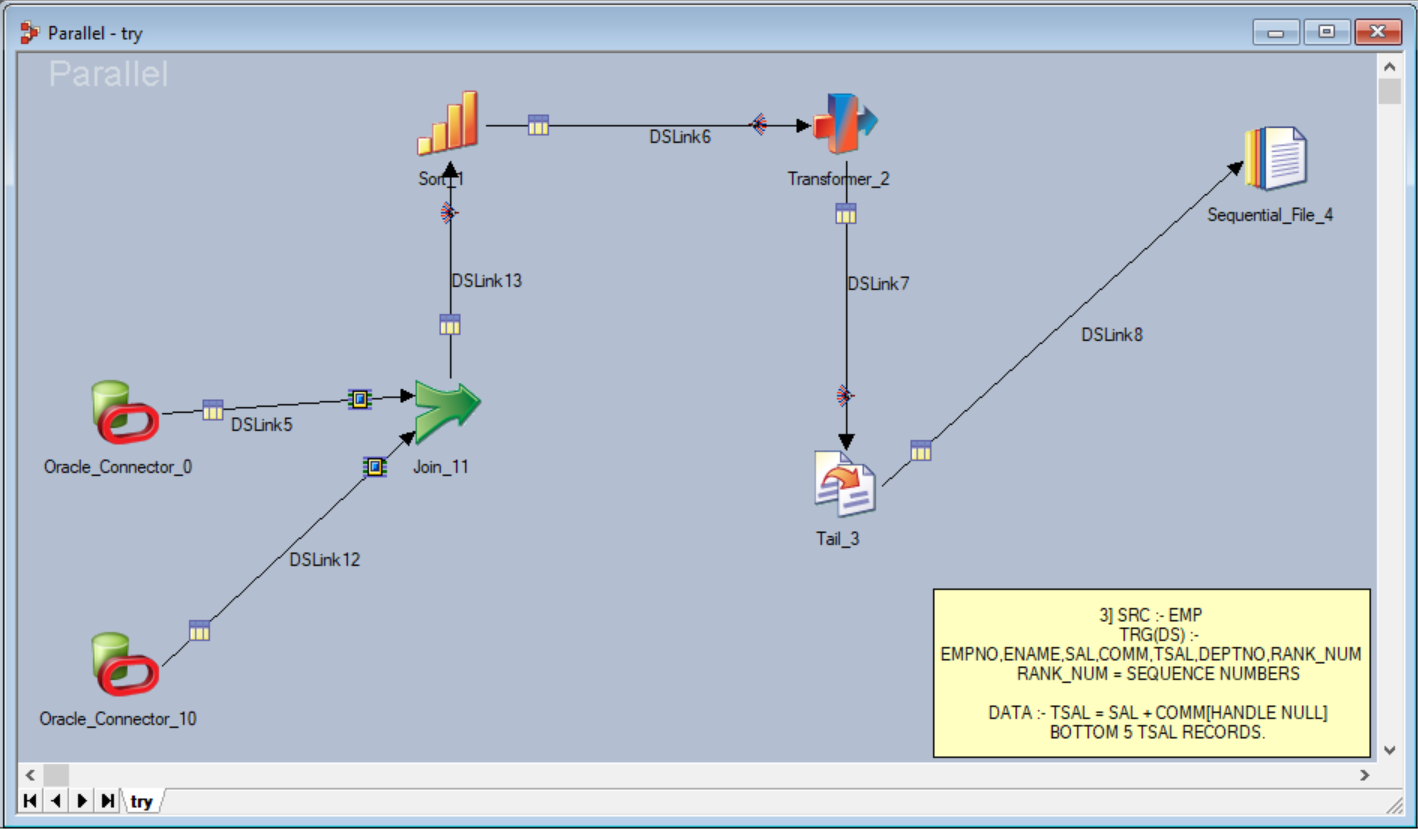 Parallel - try
Parallel
Sort_1
DSLink6
Transformer_2
Sequential_File_4
DSLink13
DSLink7
DSLink8
DSLink5
Oracle_Connector_0
Join_11
DSLink12
Tail_3
Oracle_Connector_10
3] SRC :- EMP
TRG(DS) :-
EMPNO,ENAME,SAL,COMM,TSAL,DEPTNO,RANK_NUM
RANK_NUM = SEQUENCE NUMBERS
DATA :- TSAL = SAL + COMM[HANDLE NULL]
BOTTOM 5 TSAL RECORDS.
try